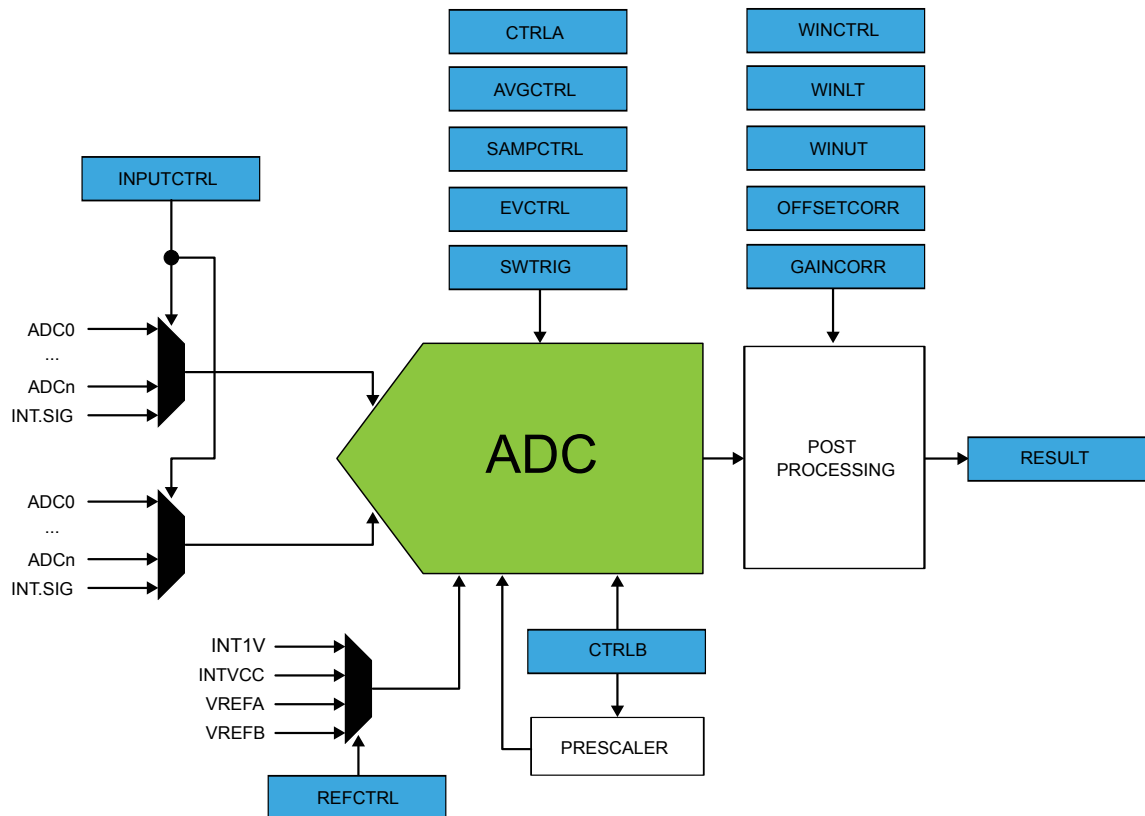 CTRLA
AVGCTRL
SAMPCTRL
EVCTRL
SWTRIG
WINCTRL
WINLT
WINUT
OFFSETCORR
GAINCORR
INPUTCTRL
ADC0
...
ADCn
INT.SIG
ADC0
...
ADCn
INT.SIG
ADC
POST
PROCESSING
RESULT
INT1V
INTVCC
VREFA
VREFB
REFCTRL
CTRLB
PRESCALER